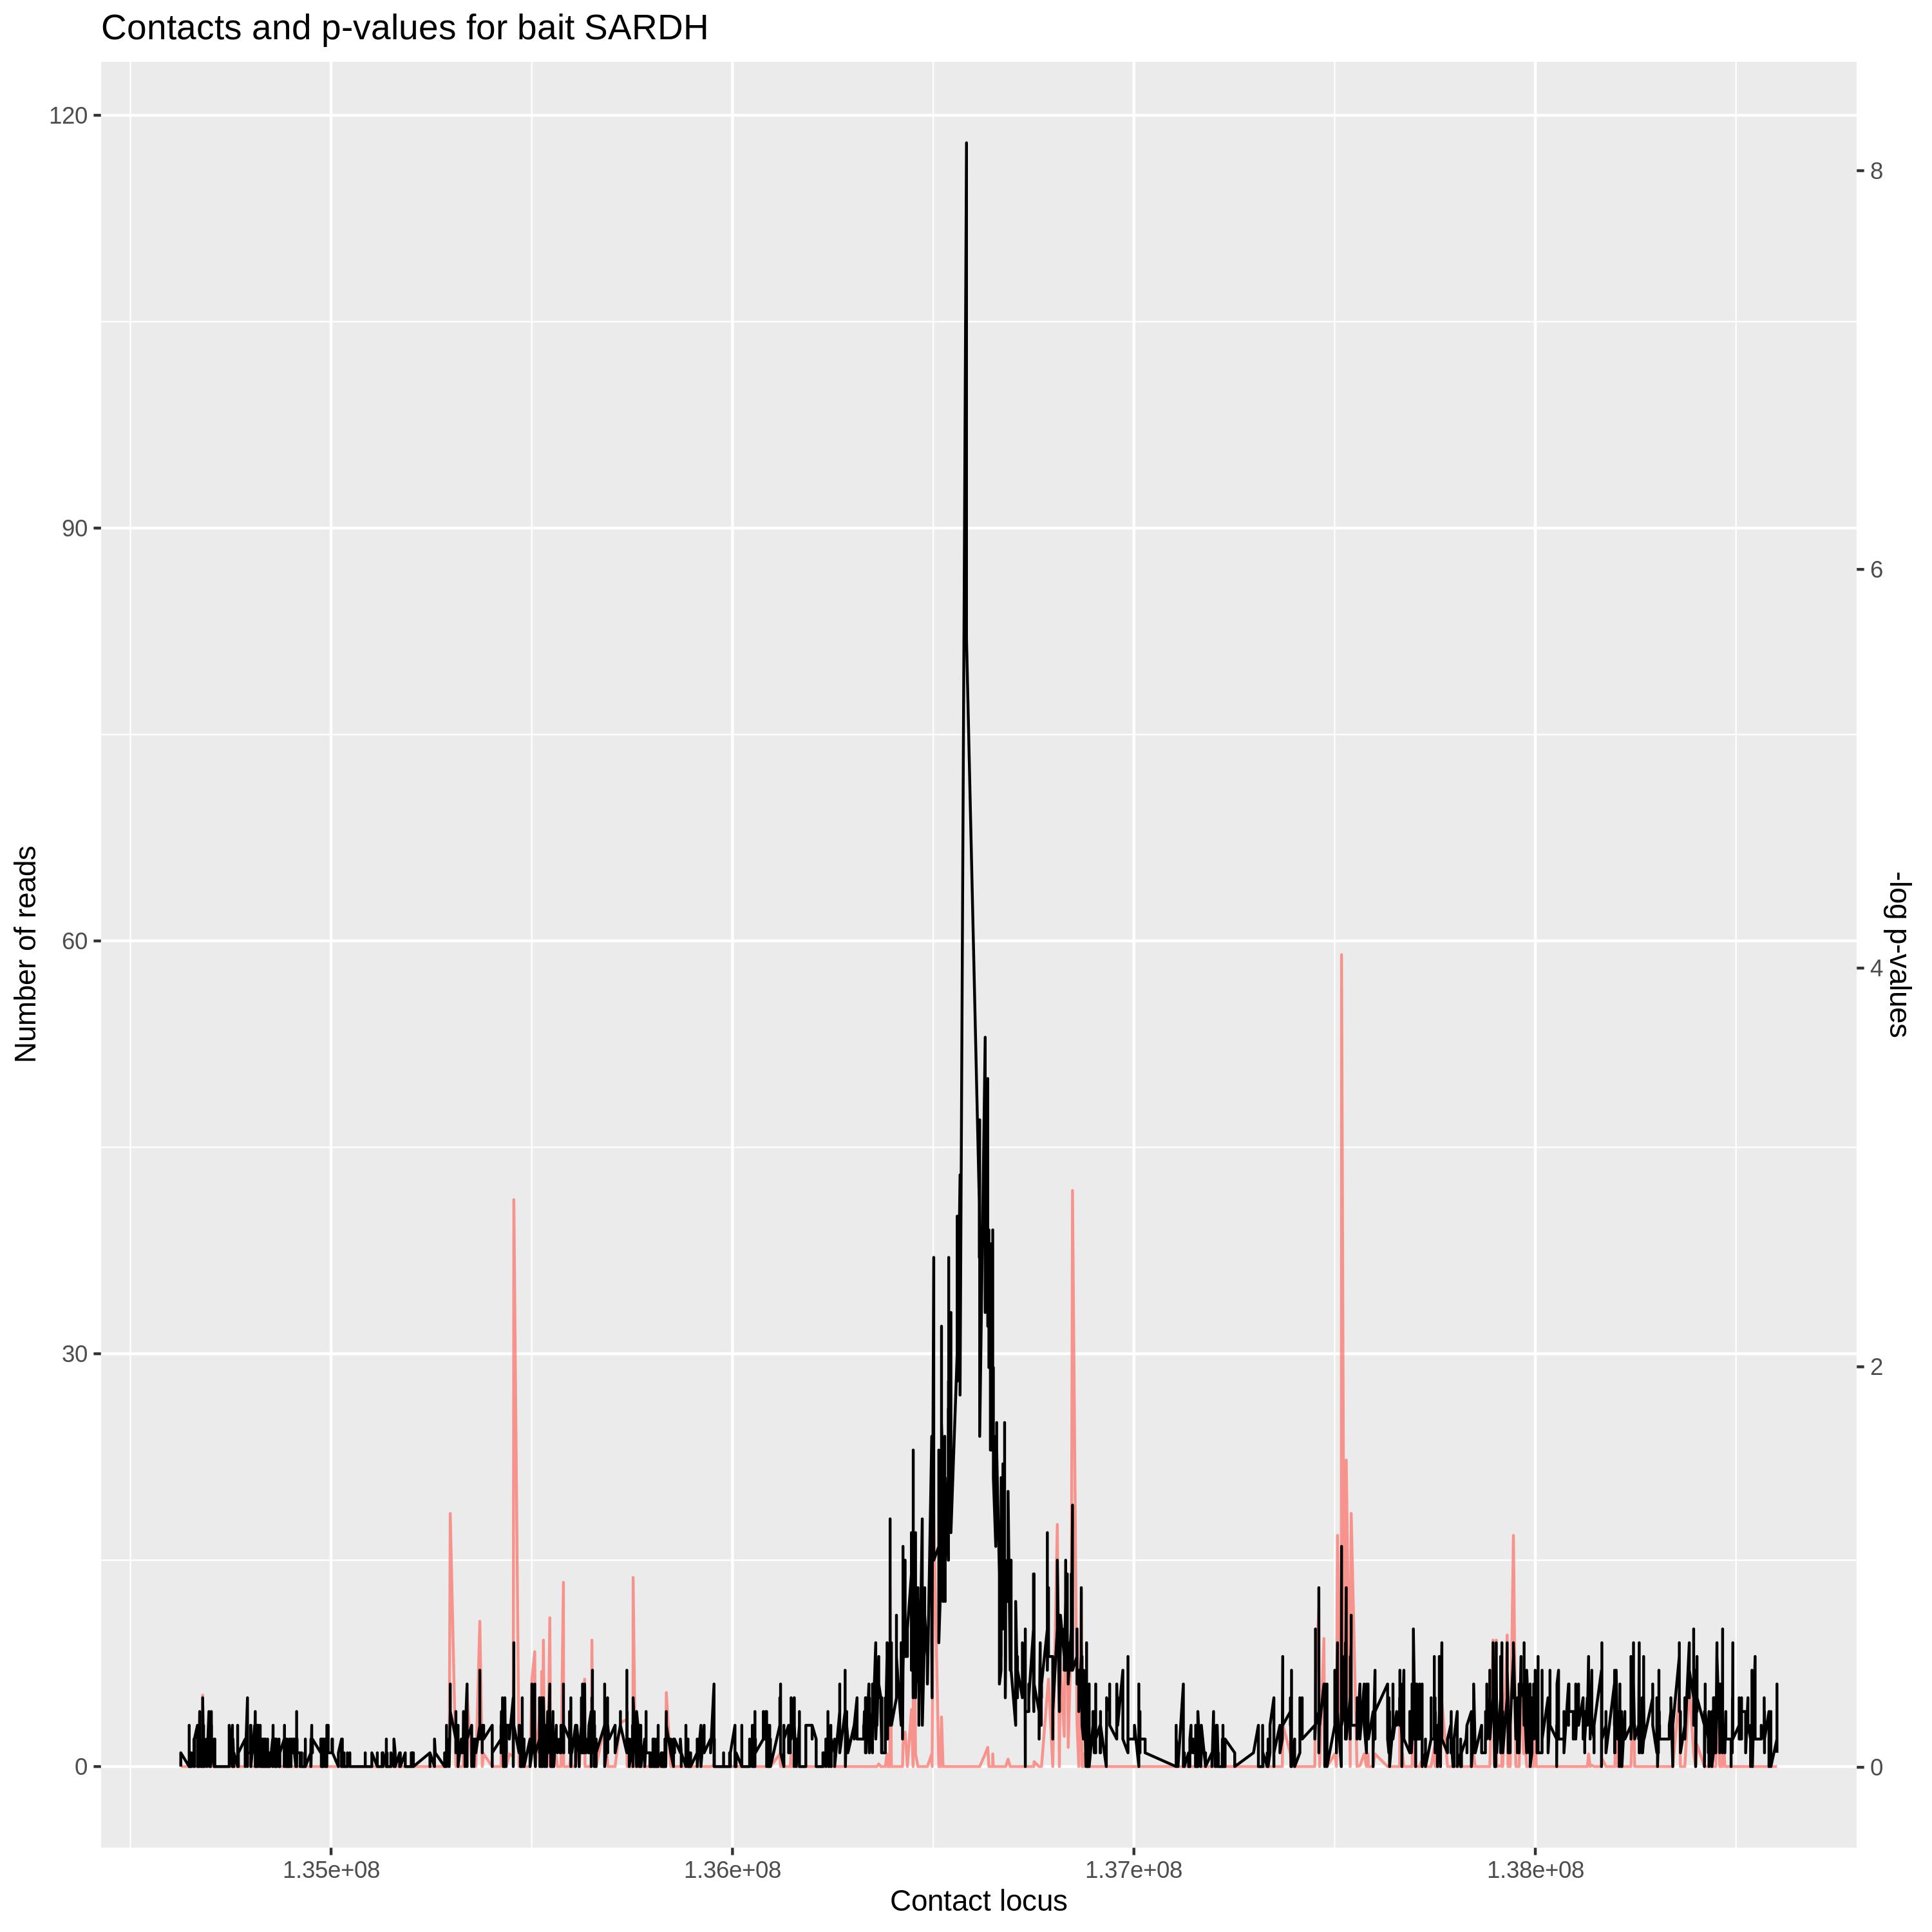 Contacts and p-values for bait SARDH
120
90
60
30
0
Number of reads
8
6
4
2
0
-log p-values
1.35e+08
1.36e+08
1.37e+08
1.38e+08
Contact locus